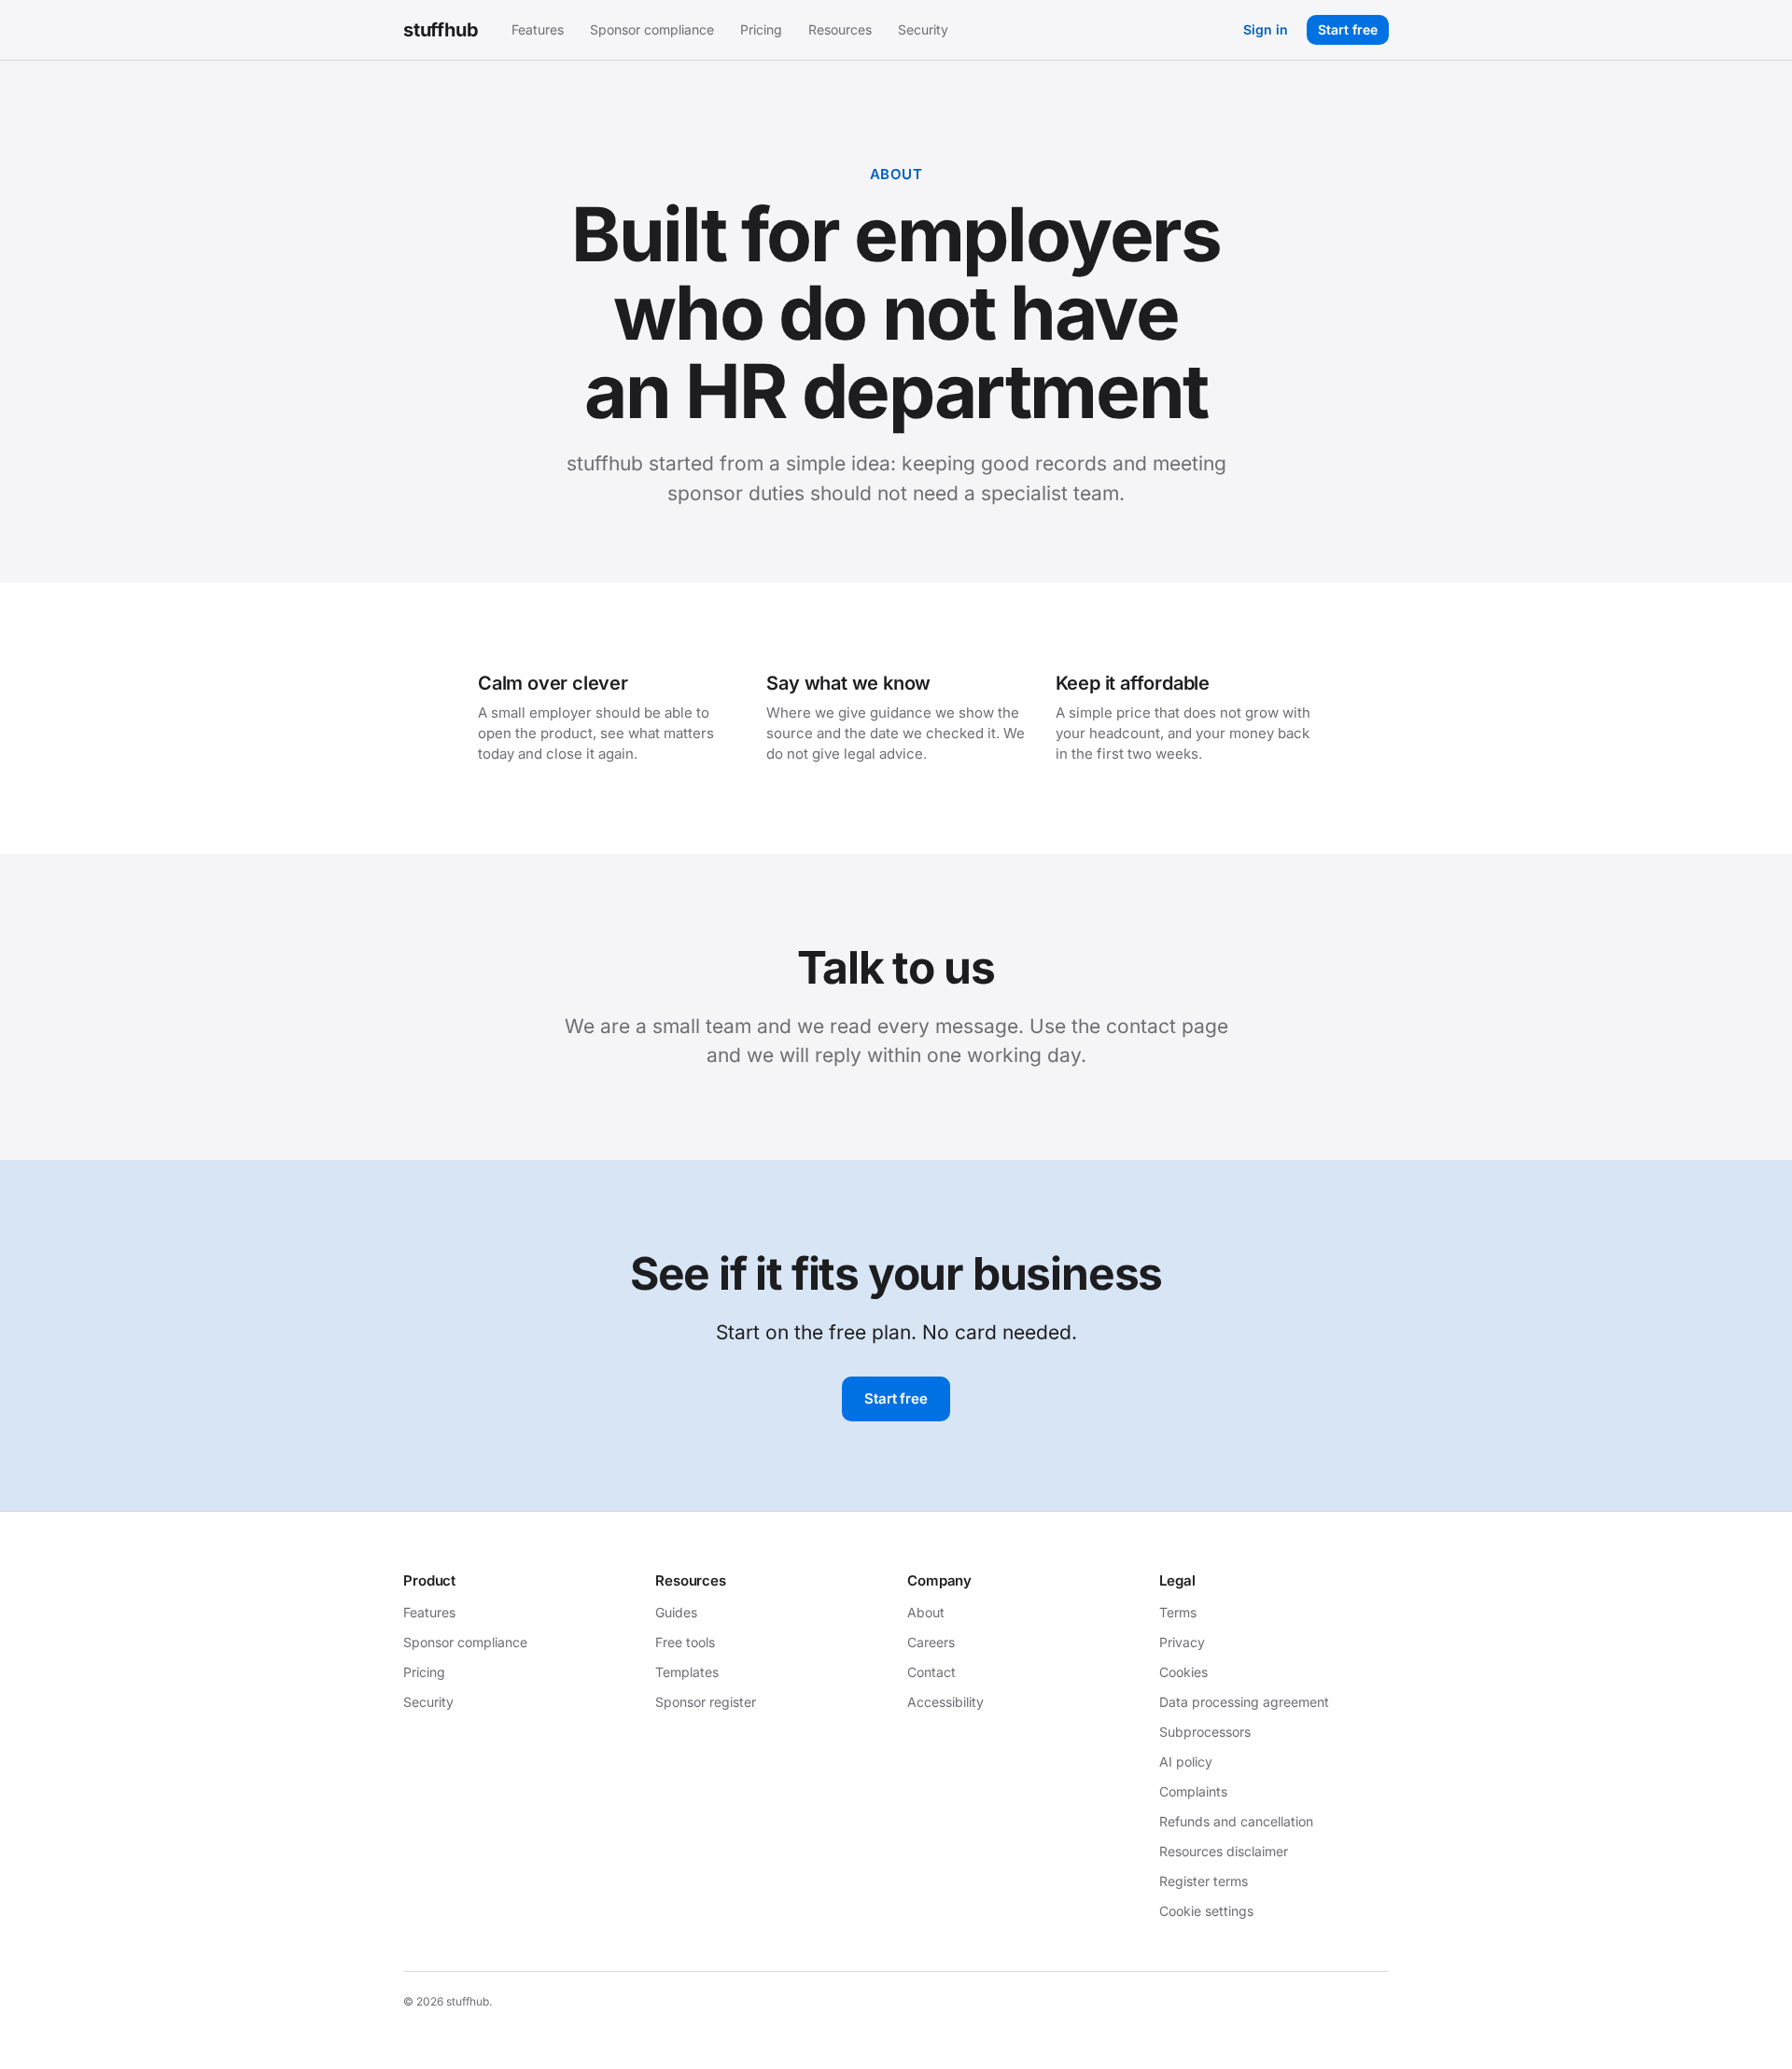 stuffhub Features Sponsor compliance Pricing Resources Security Sign in Start free
ABOUT
Built for employers
who do not have
an HR department
stuffhub started from a simple idea: keeping good records and meeting
sponsor duties should not need a specialist team.
Calm over clever
A small employer should be able to
open the product, see what matters
today and close it again.
Say what we know
Where we give guidance we show the
source and the date we checked it. We
do not give legal advice.
Keep it affordable
A simple price that does not grow with
your headcount, and your money back
in the first two weeks.
Talk to us
We are a small team and we read every message. Use the contact page
and we will reply within one working day.
See if it fits your business
Start on the free plan. No card needed.
Start free
Product
Features
Sponsor compliance
Pricing
Security
Resources
Guides
Free tools
Templates
Sponsor register
Company
About
Careers
Contact
Accessibility
Legal
Terms
Privacy
Cookies
Data processing agreement
Subprocessors
AI policy
Complaints
Refunds and cancellation
Resources disclaimer
Register terms
Cookie settings
© 2026 stuffhub.